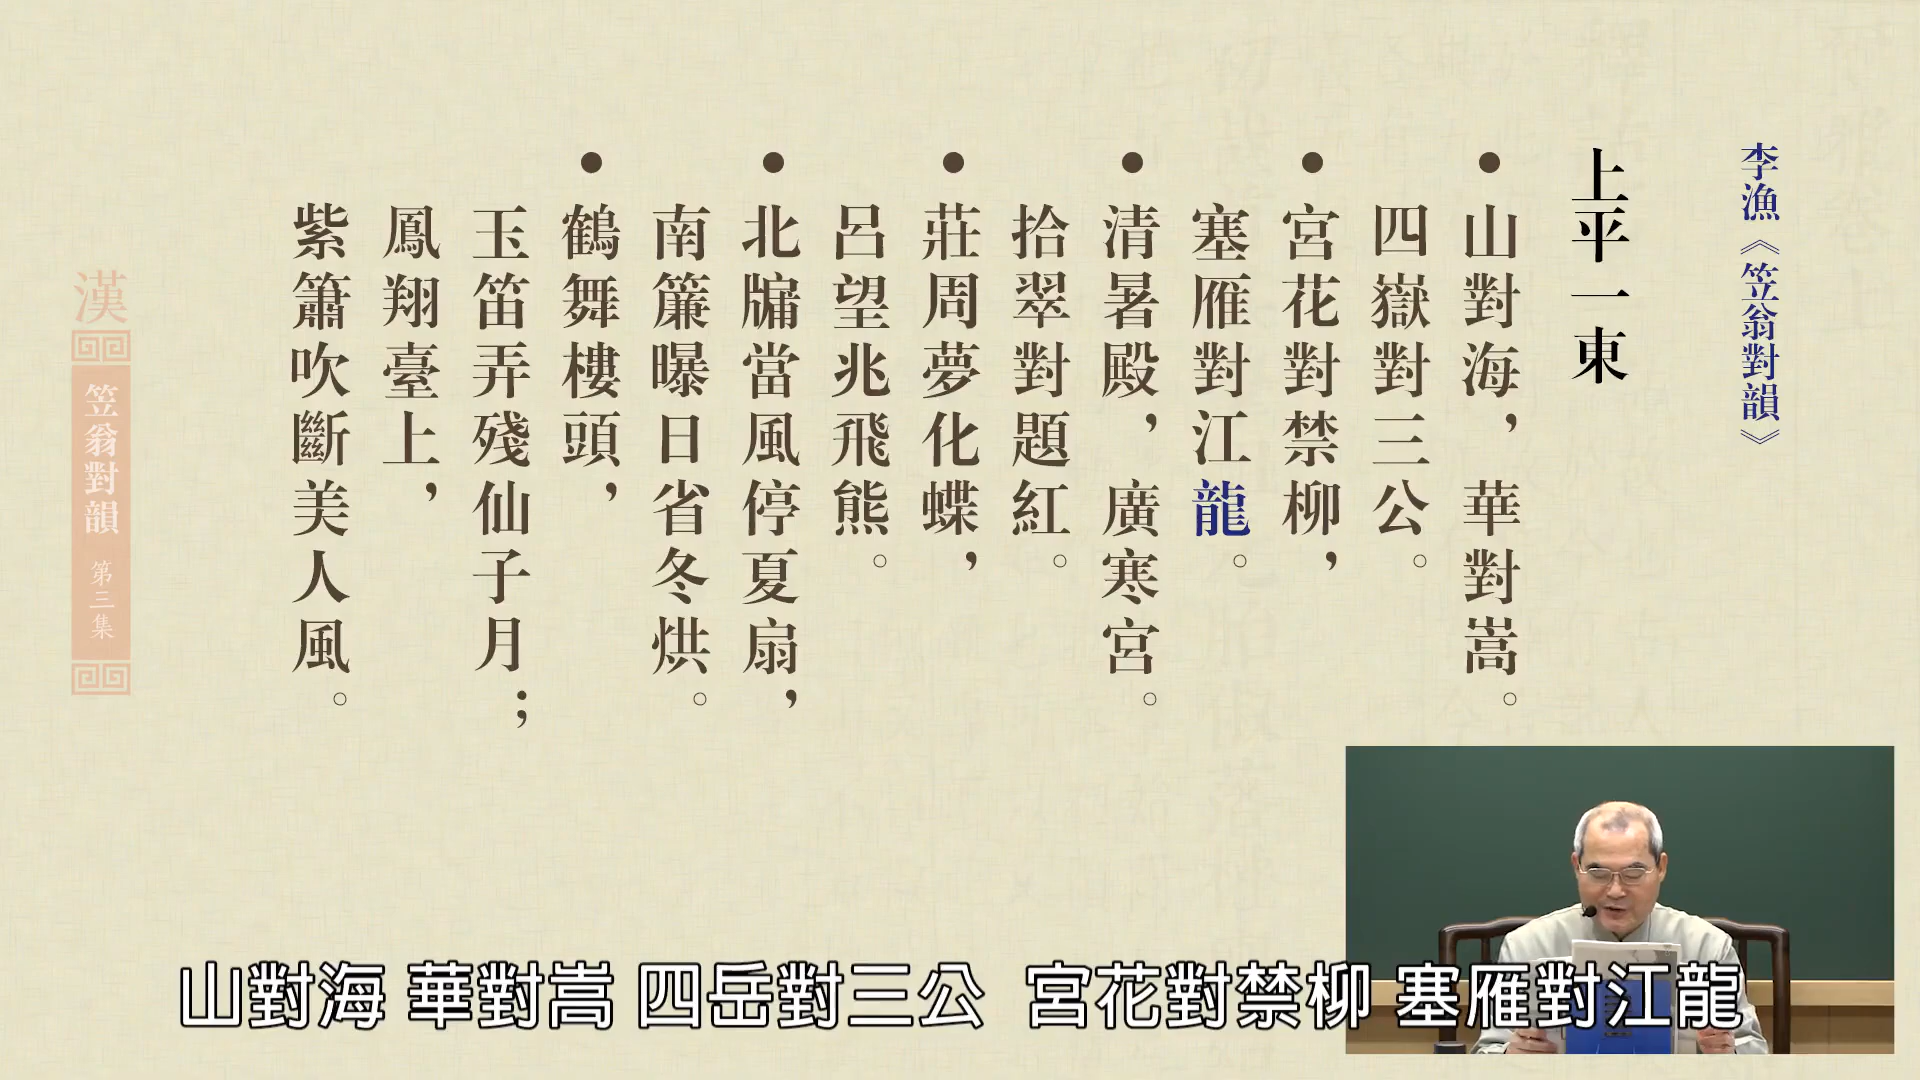 李漁《笠翁對韻》
上平一東
● 山對海，華對嵩。
四嶽對三公。
● 宮花對禁柳，
塞雁對江龍。
● 清暑殿，廣寒宮。
拾翠對題紅。
● 莊周夢化蝶，
呂望兆飛熊。
● 北牖當風停夏扇，
南簾曝日省冬烘。
● 鶴舞樓頭，
玉笛弄殘仙子月；
鳳翔臺上，
紫簫吹斷美人風。
漢
笠翁對韻 第三集
山對海 華對嵩 四岳對三公 宮花對禁柳 塞雁對江龍